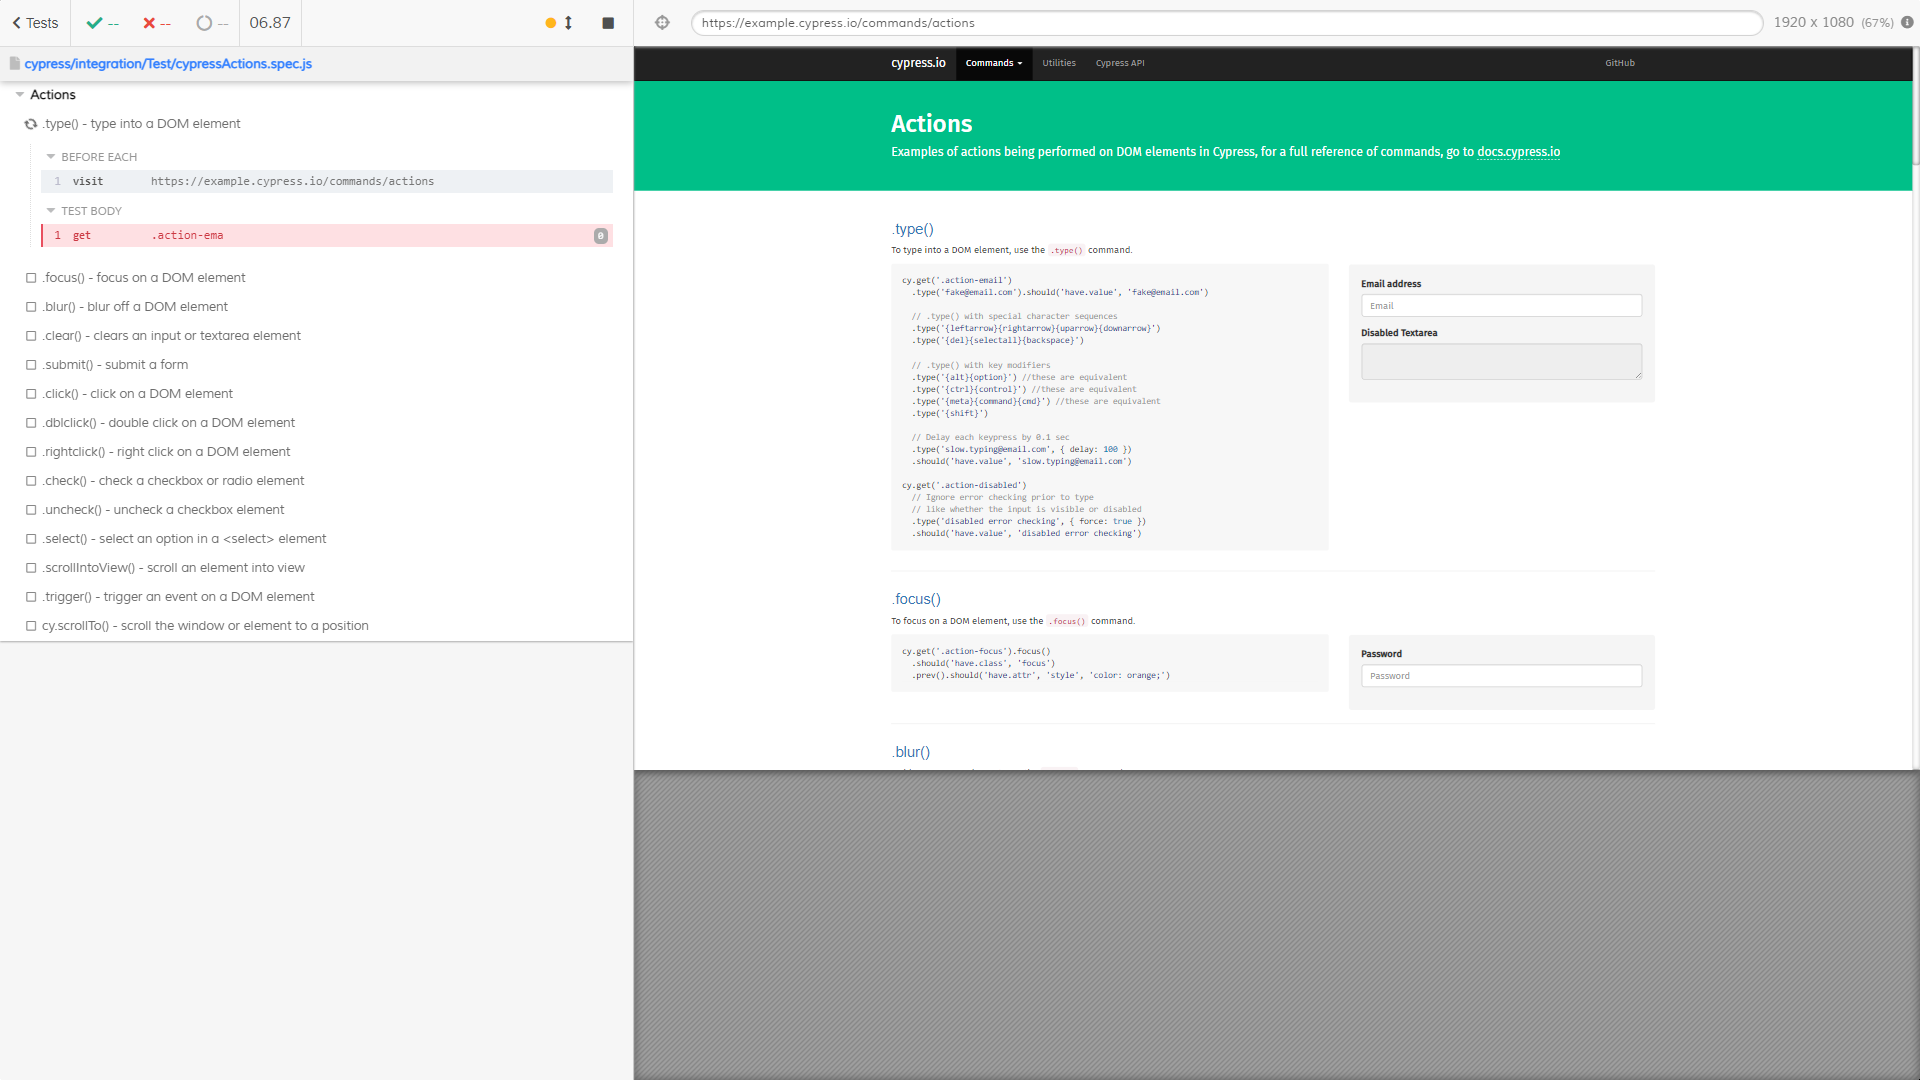 Tests -- -- -- 06.87
https://example.cypress.io/commands/actions 1920 x 1080 (67%)
cypress/integration/Test/cypressActions.spec.js
Actions
.type() - type into a DOM element
BEFORE EACH
1 visit https://example.cypress.io/commands/actions
TEST BODY
1 get .action-ema 0
.focus() - focus on a DOM element
.blur() - blur off a DOM element
.clear() - clears an input or textarea element
.submit() - submit a form
.click() - click on a DOM element
.dblclick() - double click on a DOM element
.rightclick() - right click on a DOM element
.check() - check a checkbox or radio element
.uncheck() - uncheck a checkbox element
.select() - select an option in a <select> element
.scrollIntoView() - scroll an element into view
.trigger() - trigger an event on a DOM element
cy.scrollTo() - scroll the window or element to a position
cypress.io Commands Utilities Cypress API GitHub
Actions
Examples of actions being performed on DOM elements in Cypress, for a full reference of commands, go to docs.cypress.io
.type()
To type into a DOM element, use the .type() command.
cy.get('.action-email')
.type('fake@email.com').should('have.value', 'fake@email.com')
// .type() with special character sequences
.type('{leftarrow}{rightarrow}{uparrow}{downarrow}')
.type('{del}{selectall}{backspace}')
// .type() with key modifiers
.type('{alt}{option}') //these are equivalent
.type('{ctrl}{control}') //these are equivalent
.type('{meta}{command}{cmd}') //these are equivalent
.type('{shift}')
// Delay each keypress by 0.1 sec
.type('slow.typing@email.com', { delay: 100 })
.should('have.value', 'slow.typing@email.com')
cy.get('.action-disabled')
// Ignore error checking prior to type
// like whether the input is visible or disabled
.type('disabled error checking', { force: true })
.should('have.value', 'disabled error checking')
Email address
Email
Disabled Textarea
.focus()
To focus on a DOM element, use the .focus() command.
cy.get('.action-focus').focus()
.should('have.class', 'focus')
.prev().should('have.attr', 'style', 'color: orange;')
Password
Password
.blur()